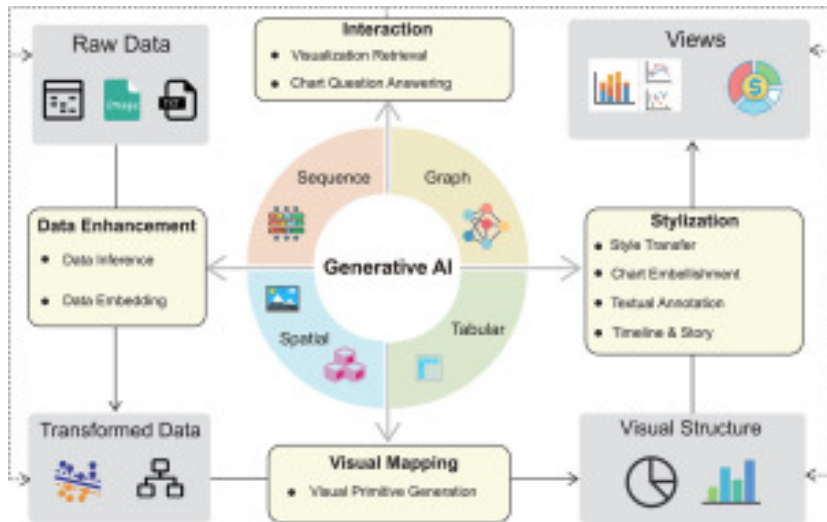 Interaction
• Visualization Retrieval
• Chart Question Answering
Raw Data
TXT
Views
Sequence
Graph
Generative AI
Spatial
Tabular
Data Enhancement
• Data Inference
• Data Embedding
Stylization
• Style Transfer
• Chart Embellishment
• Textual Annotation
• Timeline & Story
Transformed Data
Visual Mapping
• Visual Primitive Generation
Visual Structure